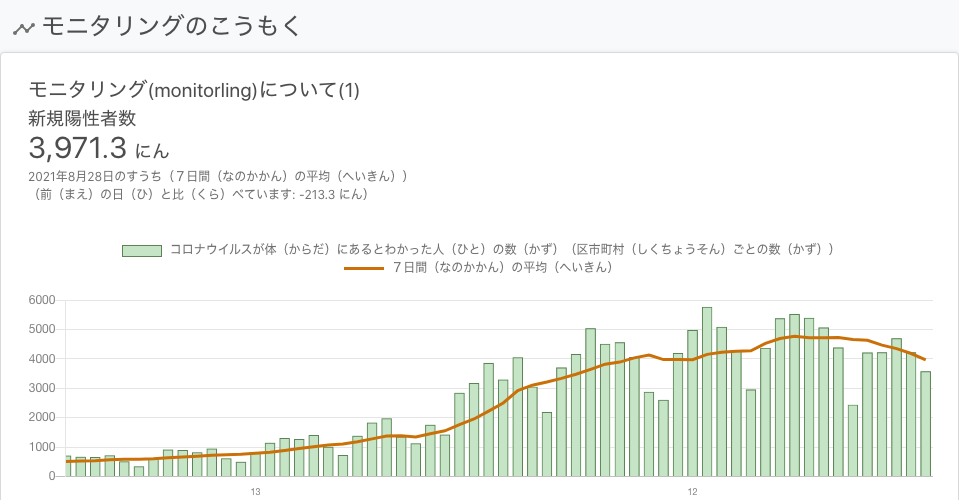 モニタリングのこうもく
モニタリング(monitorling)について(1)
新規陽性者数
3,971.3 にん
2021年8月28日のすうち（７日間（なのかかん）の平均（へいきん））
（前（まえ）の日（ひ）と比（くら）べています: -213.3 にん）
コロナウイルスが体（からだ）にあるとわかった人（ひと）の数（かず）（区市町村（しくちょうそん）ごとの数（かず））
７日間（なのかかん）の平均（へいきん）
6000
5000
4000
3000
2000
1000
0
13 12